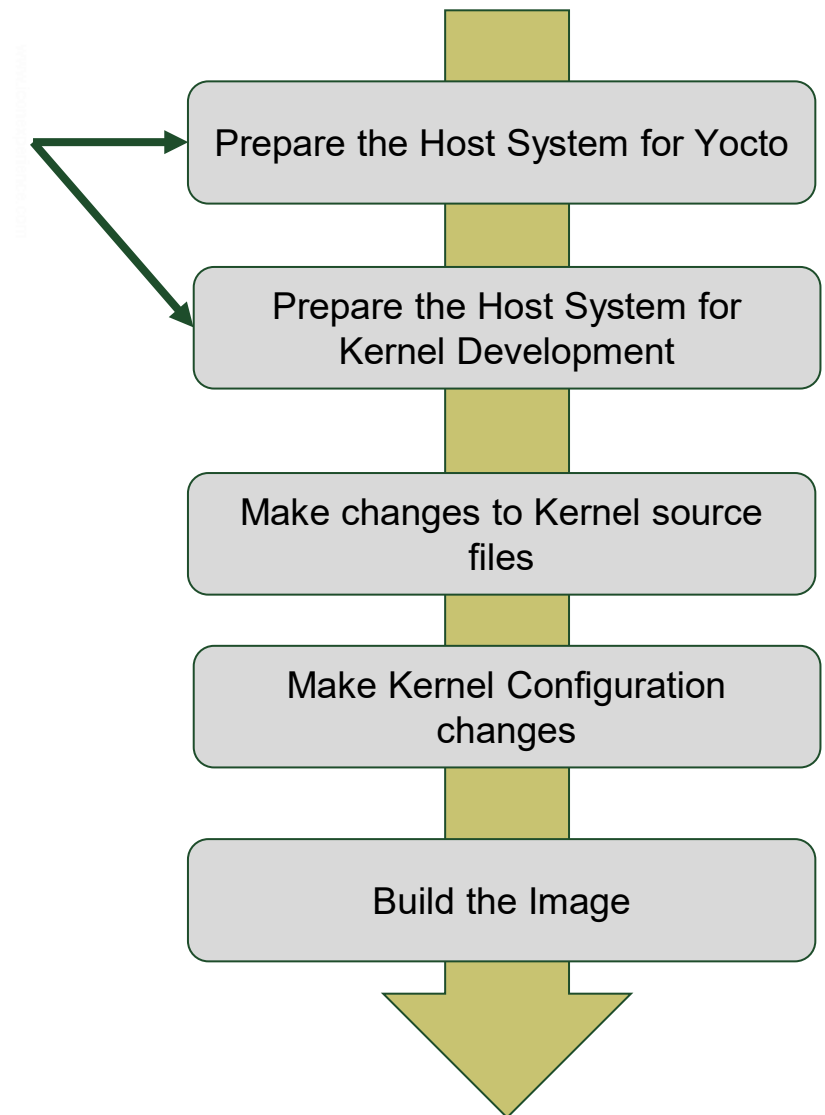 Prepare the Host System for Yocto
Prepare the Host System for
Kernel Development
Make changes to Kernel source
files
Make Kernel Configuration
changes
Build the Image